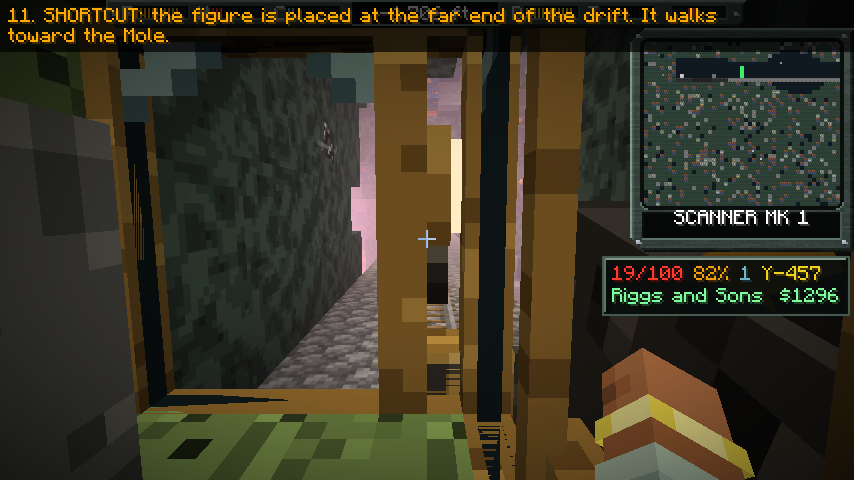 11. SHORTCUT: the figure is placed at the far end of the drift. It walks
toward the Mole.
SCANNER MK 1
19/100 82% 1 Y-457
Riggs and Sons $1296